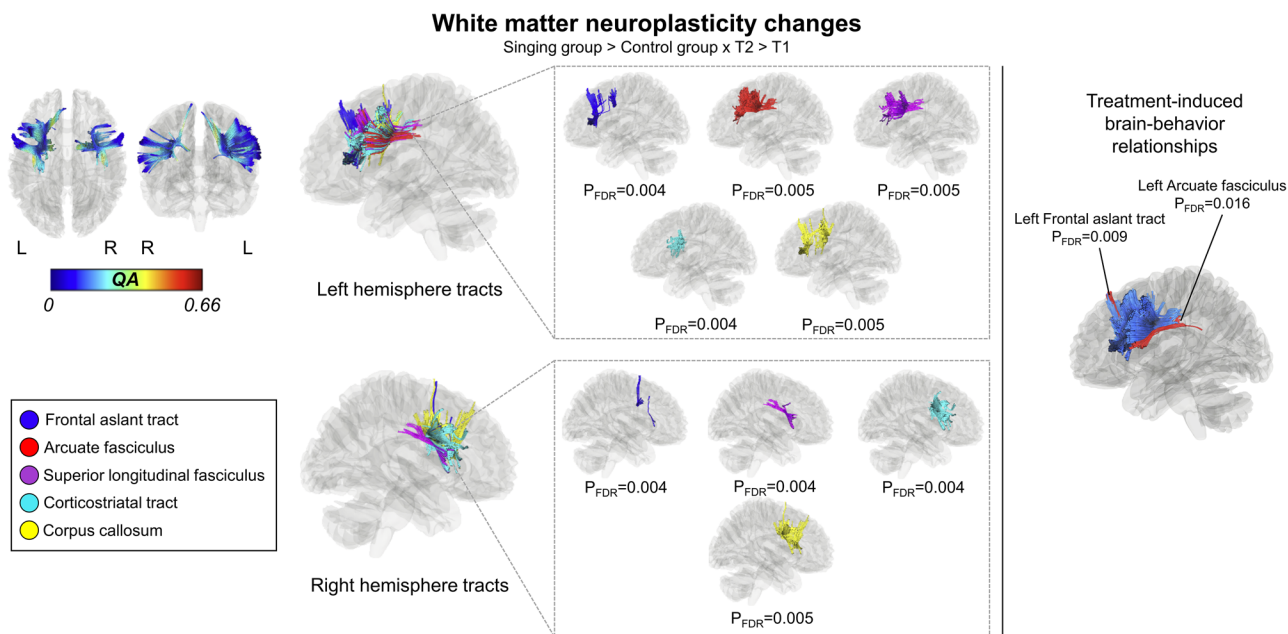 White matter neuroplasticity changes
Singing group > Control group x T2 > T1
L R R L
QA
0 0.66
Left hemisphere tracts
P_FDR=0.004 P_FDR=0.005 P_FDR=0.005
P_FDR=0.004 P_FDR=0.005
Frontal aslant tract
Arcuate fasciculus
Superior longitudinal fasciculus
Corticostriatal tract
Corpus callosum
Right hemisphere tracts
P_FDR=0.004 P_FDR=0.004 P_FDR=0.004
P_FDR=0.005
Treatment-induced
brain-behavior
relationships
Left Arcuate fasciculus
P_FDR=0.016
Left Frontal aslant tract
P_FDR=0.009